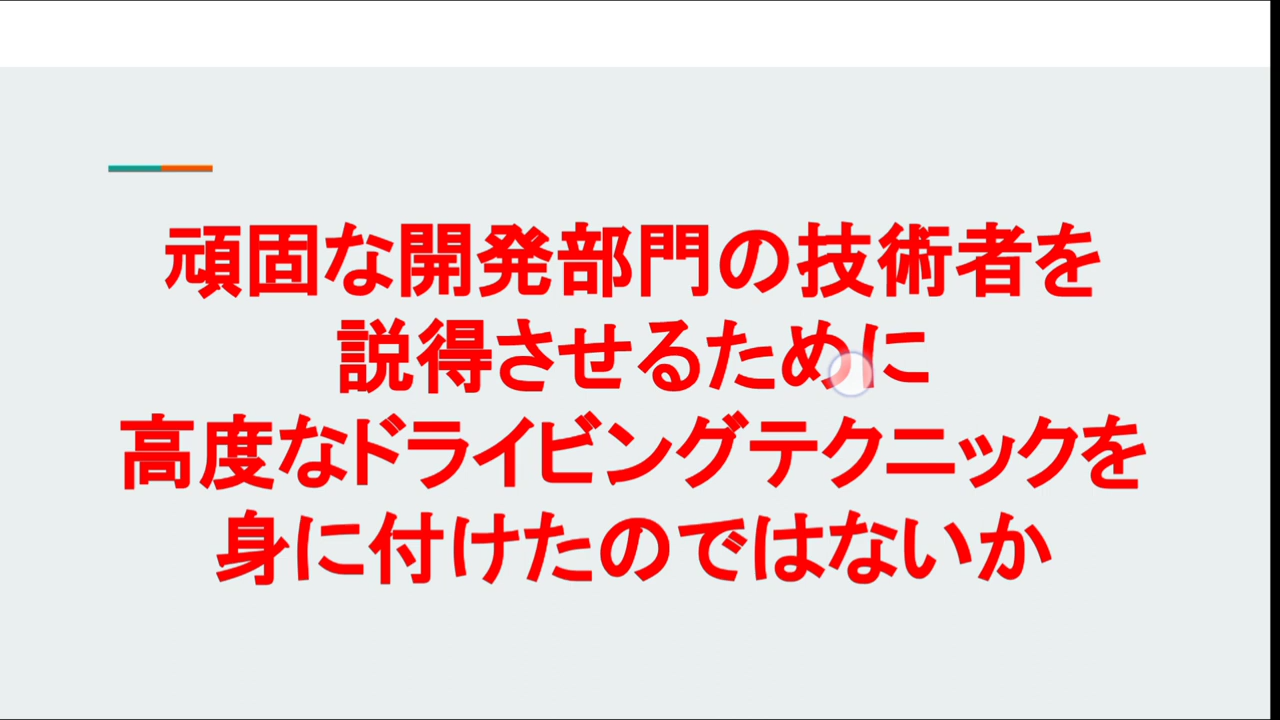 頑固な開発部門の技術者を
説得させるために
高度なドライビングテクニックを
身に付けたのではないか